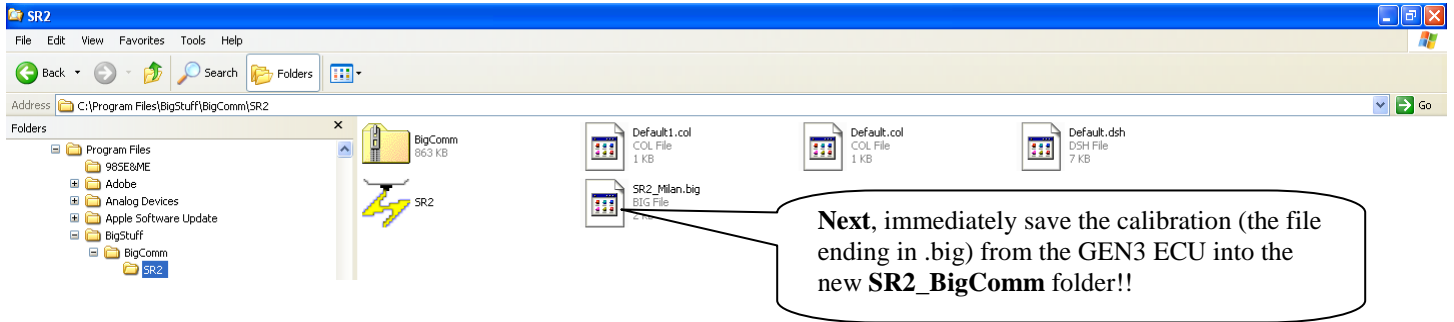 SR2
File Edit View Favorites Tools Help
Back Search Folders
Address C:\Program Files\BigStuff\BigComm\SR2 Go
Folders x
Program Files
98SE&ME
Adobe
Analog Devices
Apple Software Update
BigStuff
BigComm
SR2
BigComm
863 KB
Default1.col
COL File
1 KB
Default.col
COL File
1 KB
Default.dsh
DSH File
7 KB
SR2
SR2_Milan.big
BIG File
Next, immediately save the calibration (the file
ending in .big) from the GEN3 ECU into the
new SR2_BigComm folder!!